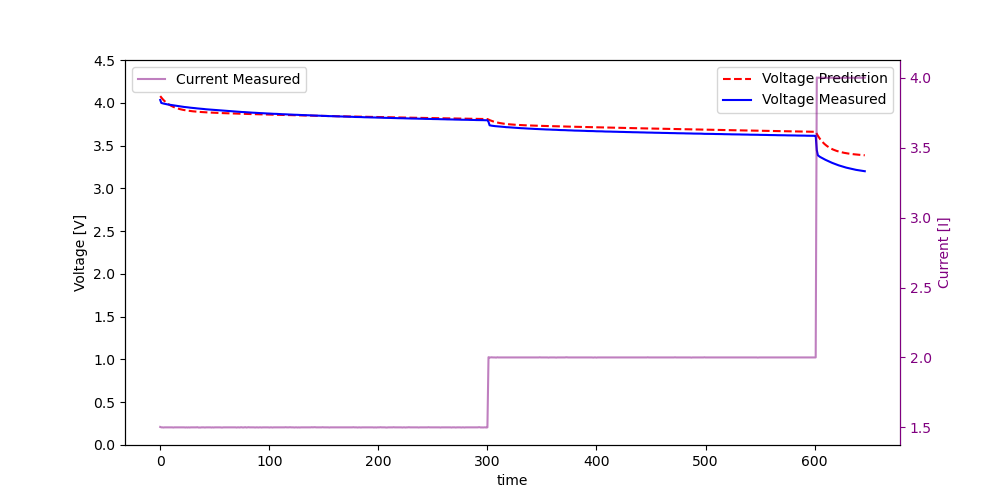 Current Measured
Voltage Prediction
Voltage Measured
4.5
4.0
3.5
3.0
2.5
2.0
1.5
1.0
0.5
0.0
Voltage [V]
4.0
3.5
3.0
2.5
2.0
1.5
Current [I]
0 100 200 300 400 500 600
time